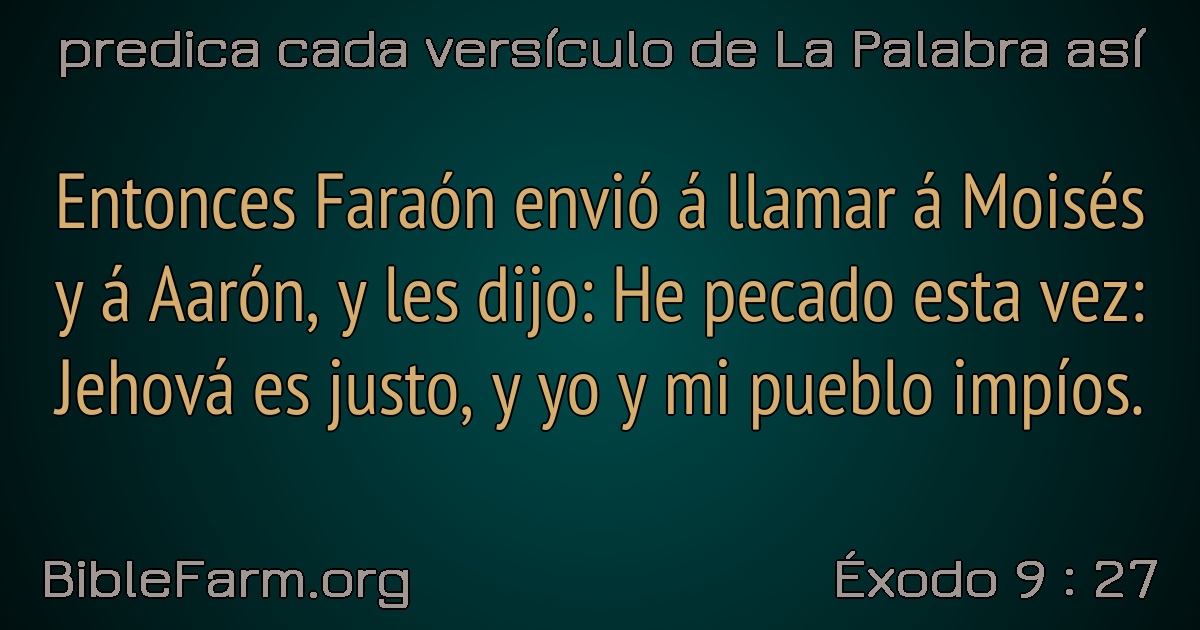 predica cada versículo de La Palabra así
Entonces Faraón envió á llamar á Moisés
y á Aarón, y les dijo: He pecado esta vez:
Jehová es justo, y yo y mi pueblo impíos.
BibleFarm.org
Éxodo 9 : 27